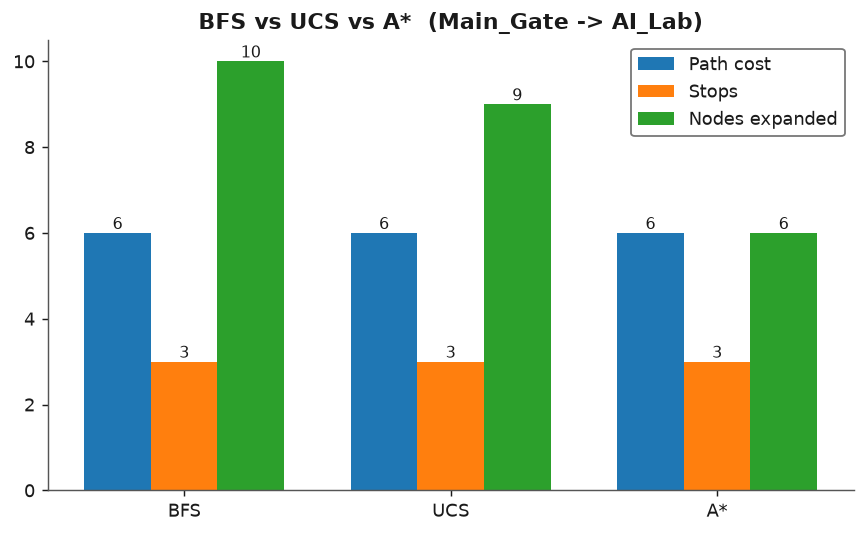 BFS vs UCS vs A*  (Main_Gate -> AI_Lab)
Path cost
Stops
Nodes expanded
10
8
6
4
2
0
6
3
10
6
3
9
6
3
6
BFS
UCS
A*